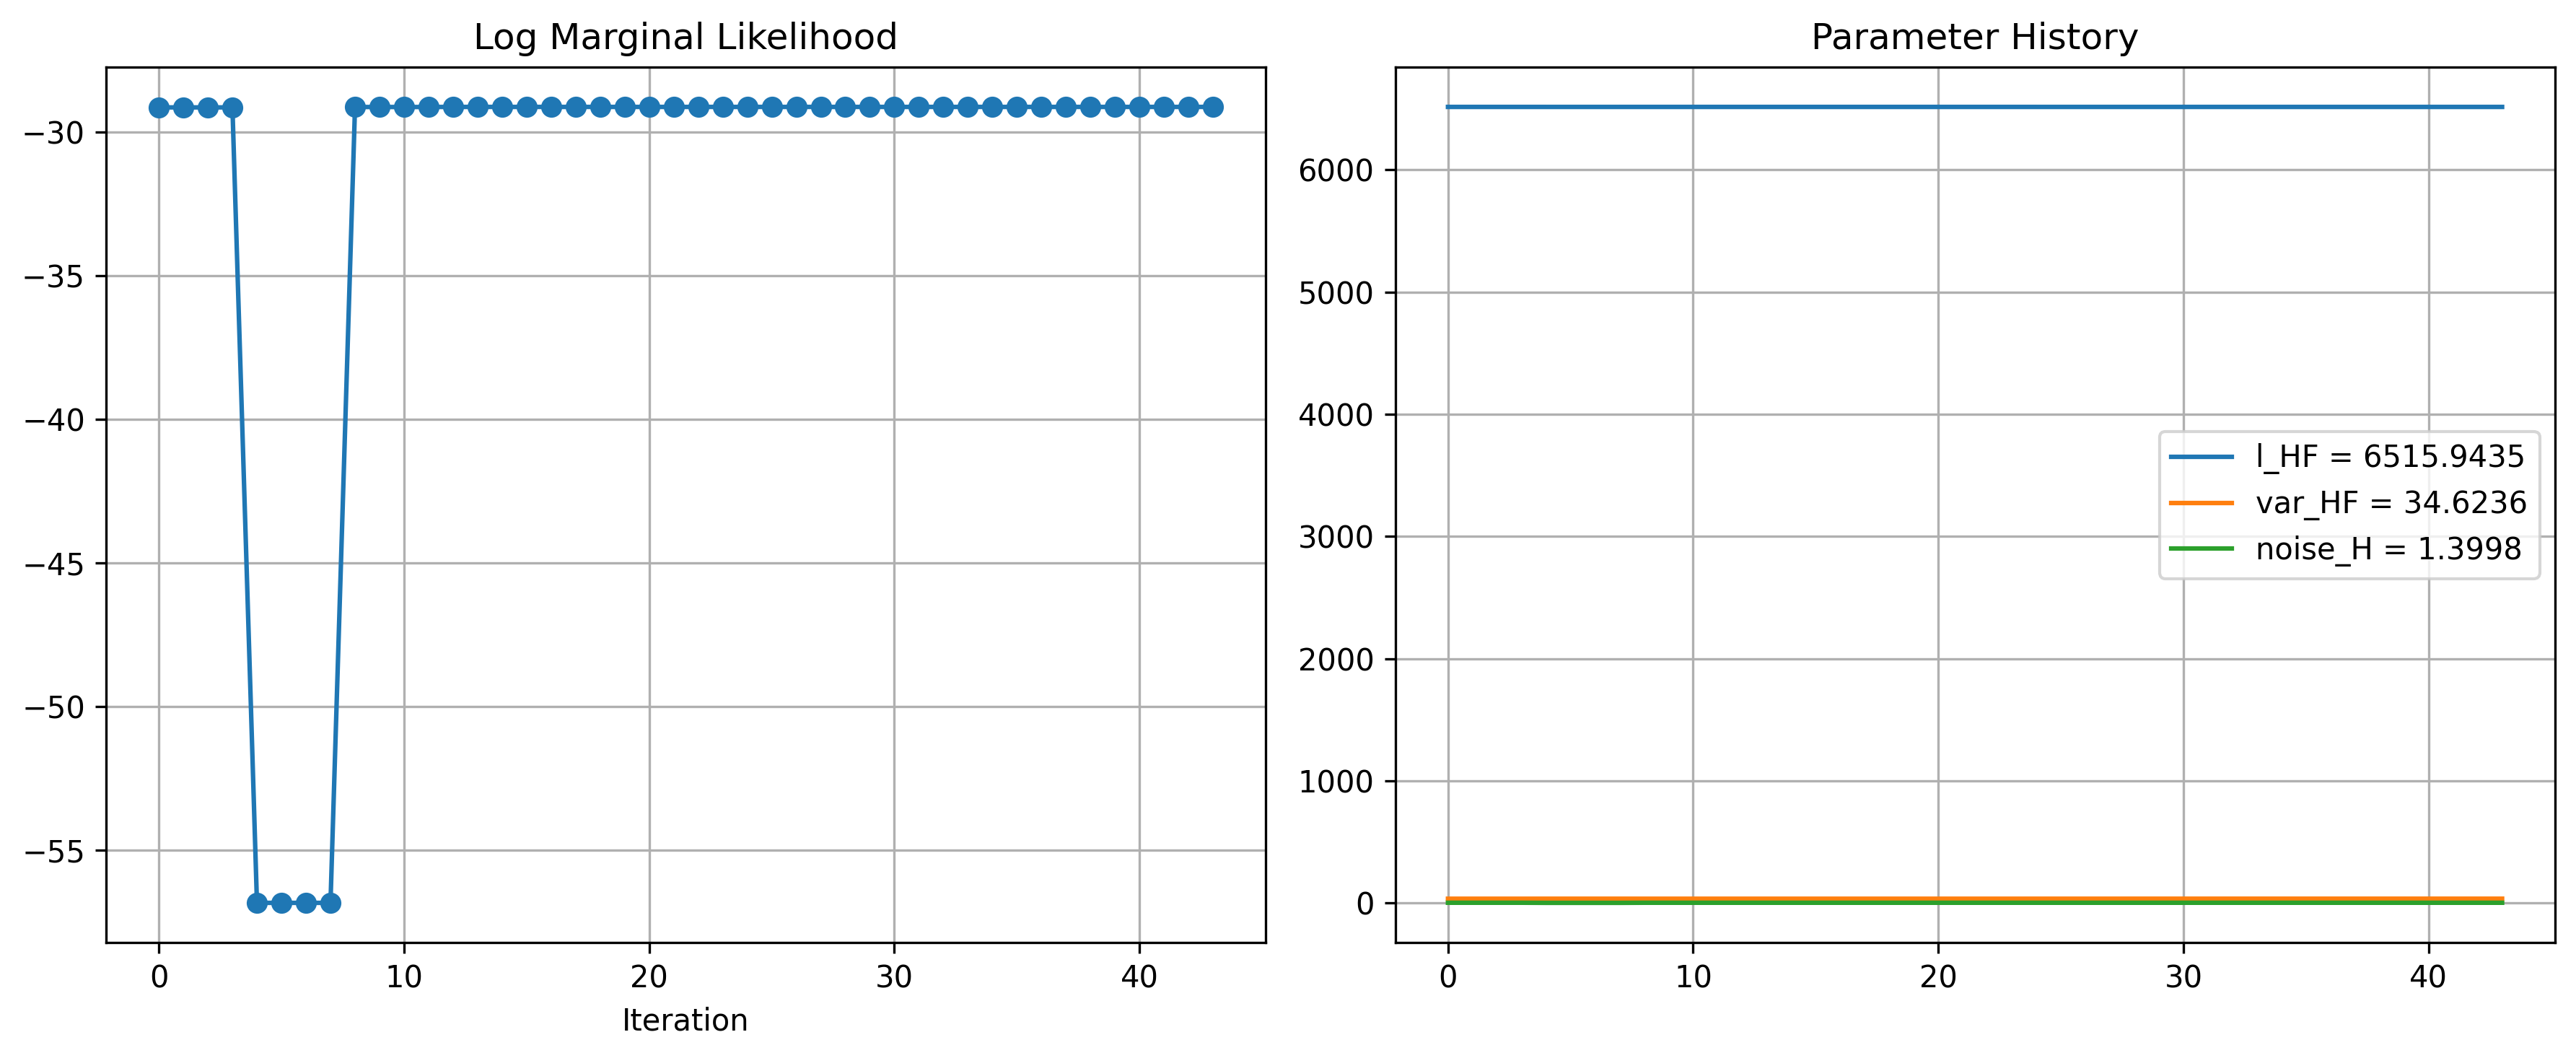 Log Marginal Likelihood
−30
−35
−40
−45
−50
−55
0 10 20 30 40
Iteration
Parameter History
6000
5000
4000
3000
2000
1000
0
l_HF = 6515.9435
var_HF = 34.6236
noise_H = 1.3998
0 10 20 30 40